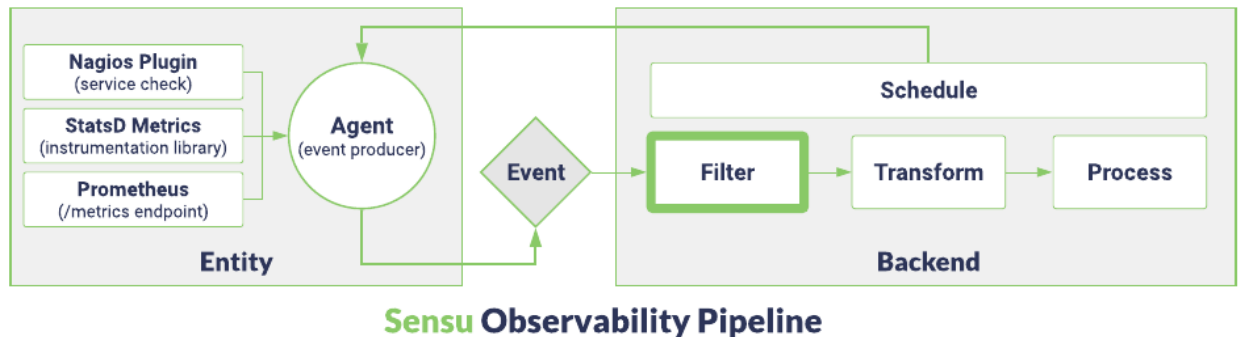 Nagios Plugin
(service check)
StatsD Metrics
(instrumentation library)
Prometheus
(/metrics endpoint)
Agent
(event producer)
Entity
Event
Schedule
Filter
Transform
Process
Backend
Sensu Observability Pipeline